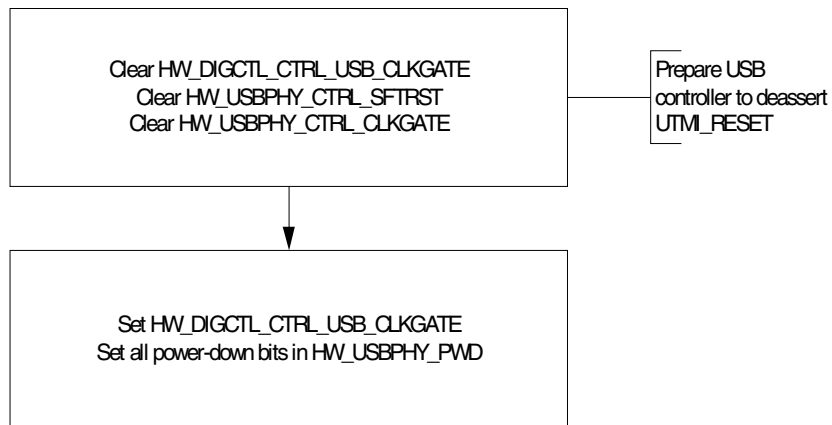 Clear HW_DIGCTL_CTRL_USB_CLKGATE
Clear HW_USBPHY_CTRL_SFTRST
Clear HW_USBPHY_CTRL_CLKGATE
Prepare USB
controller to deassert
UTMI_RESET
Set HW_DIGCTL_CTRL_USB_CLKGATE
Set all power-down bits in HW_USBPHY_PWD